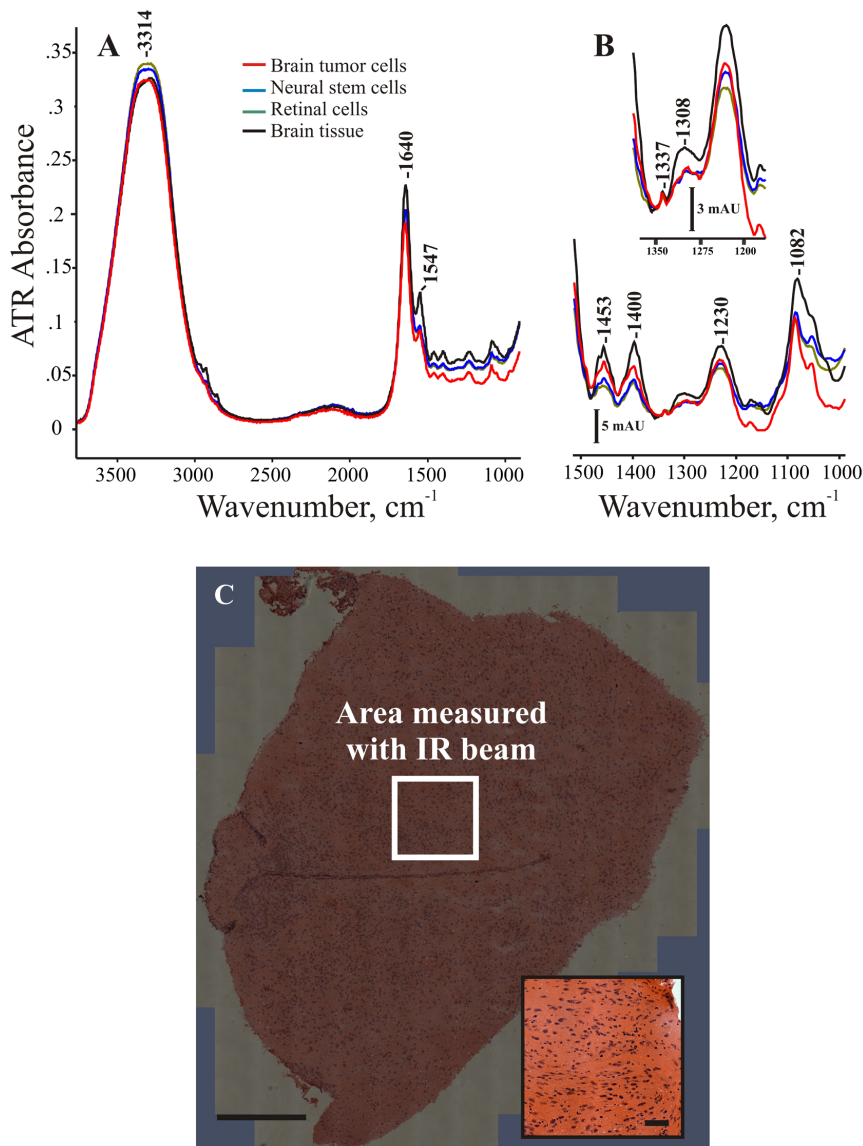 A
B
-3314
.35
.3
.25
.2
.15
.1
.05
0
ATR Absorbance
Brain tumor cells
Neural stem cells
Retinal cells
Brain tissue
-1640
-1547
3500
3000
2500
2000
1500
1000
Wavenumber, cm-1
-1337
-1308
3 mAU
1350
1275
1200
-1453
-1400
-1230
-1082
5 mAU
1500
1400
1300
1200
1100
1000
Wavenumber, cm-1
C
Area measured
with IR beam